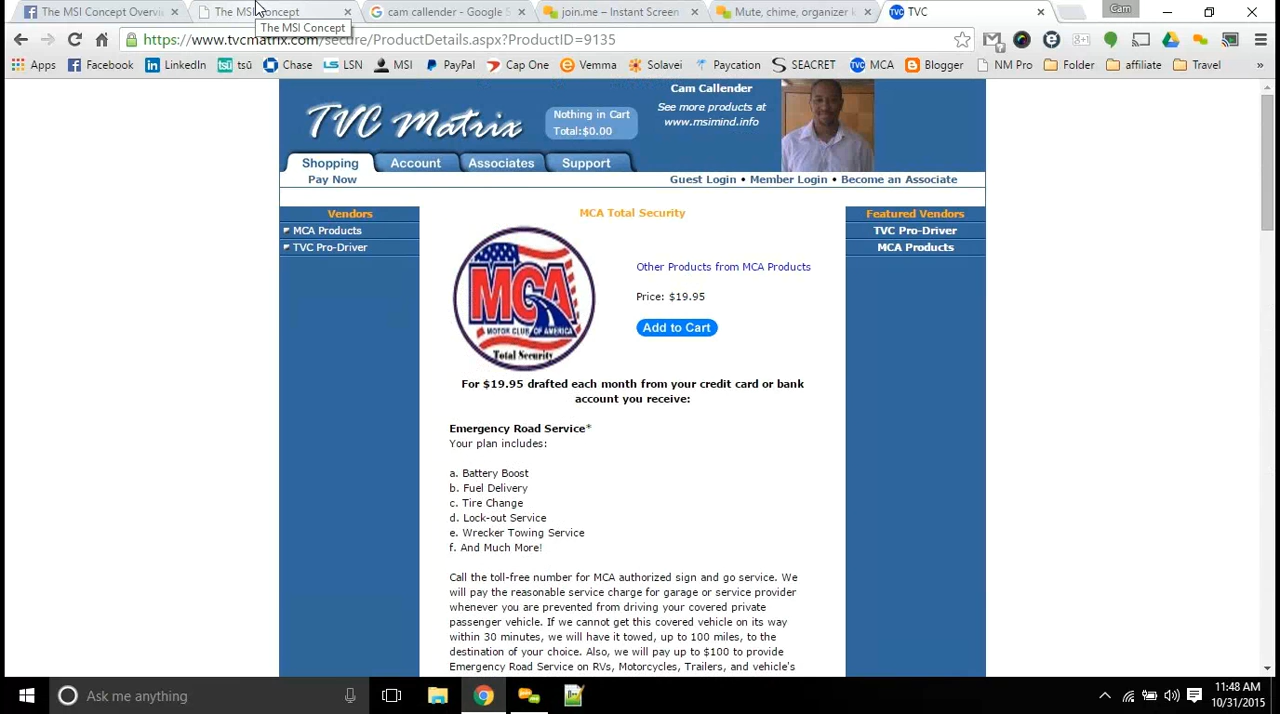 The MSI Concept Overvi
The MSI Concept
cam callender - Google S
join.me – Instant Screen
Mute, chime, organizer k
TVC
Cam
The MSI Concept
https://www.tvcmatrix.com/secure/ProductDetails.aspx?ProductID=9135
Apps
Facebook
LinkedIn
tsū
Chase
LSN
MSI
PayPal
Cap One
Vemma
Solavei
Paycation
SEACRET
MCA
Blogger
NM Pro
Folder
affiliate
Travel
»
TVC Matrix
Nothing in Cart
Total:$0.00
Cam Callender
See more products at
www.msimind.info
Shopping
Account
Associates
Support
Pay Now
Guest Login • Member Login • Become an Associate
Vendors
MCA Products
TVC Pro-Driver
MCA Total Security
MCA
MOTOR CLUB OF AMERICA
Total Security
Other Products from MCA Products
Price: $19.95
Add to Cart
Featured Vendors
TVC Pro-Driver
MCA Products
For $19.95 drafted each month from your credit card or bank
account you receive:
Emergency Road Service*
Your plan includes:
a. Battery Boost
b. Fuel Delivery
c. Tire Change
d. Lock-out Service
e. Wrecker Towing Service
f. And Much More!
Call the toll-free number for MCA authorized sign and go service. We
will pay the reasonable service charge for garage or service provider
whenever you are prevented from driving your covered private
passenger vehicle. If we cannot get this covered vehicle on its way
within 30 minutes, we will have it towed, up to 100 miles, to the
destination of your choice. Also, we will pay up to $100 to provide
Emergency Road Service on RVs, Motorcycles, Trailers, and vehicle's
Ask me anything
11:48 AM
10/31/2015